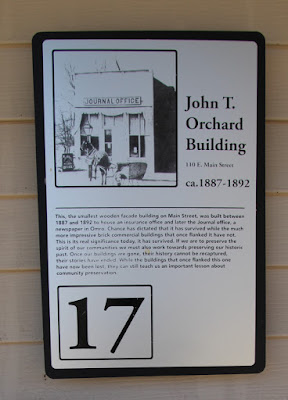 JOURNAL OFFICE
John T.
Orchard
Building
110 E. Main Street
ca.1887-1892
This, the smallest wooden facade building on Main Street, was built between
1887 and 1892 to house an insurance office and later the Journal office, a
newspaper in Omro. Chance has dictated that it has survived while the much
more impressive brick commercial buildings that once flanked it have not.
This is its real significance today, it has survived. If we are to preserve the
spirit of our communities we must also work towards preserving our historic
past. Once our buildings are gone, their history cannot be recaptured,
their stories have ended. While the buildings that once flanked this one
have now been lost, they can still teach us an important lesson about
community preservation.
17